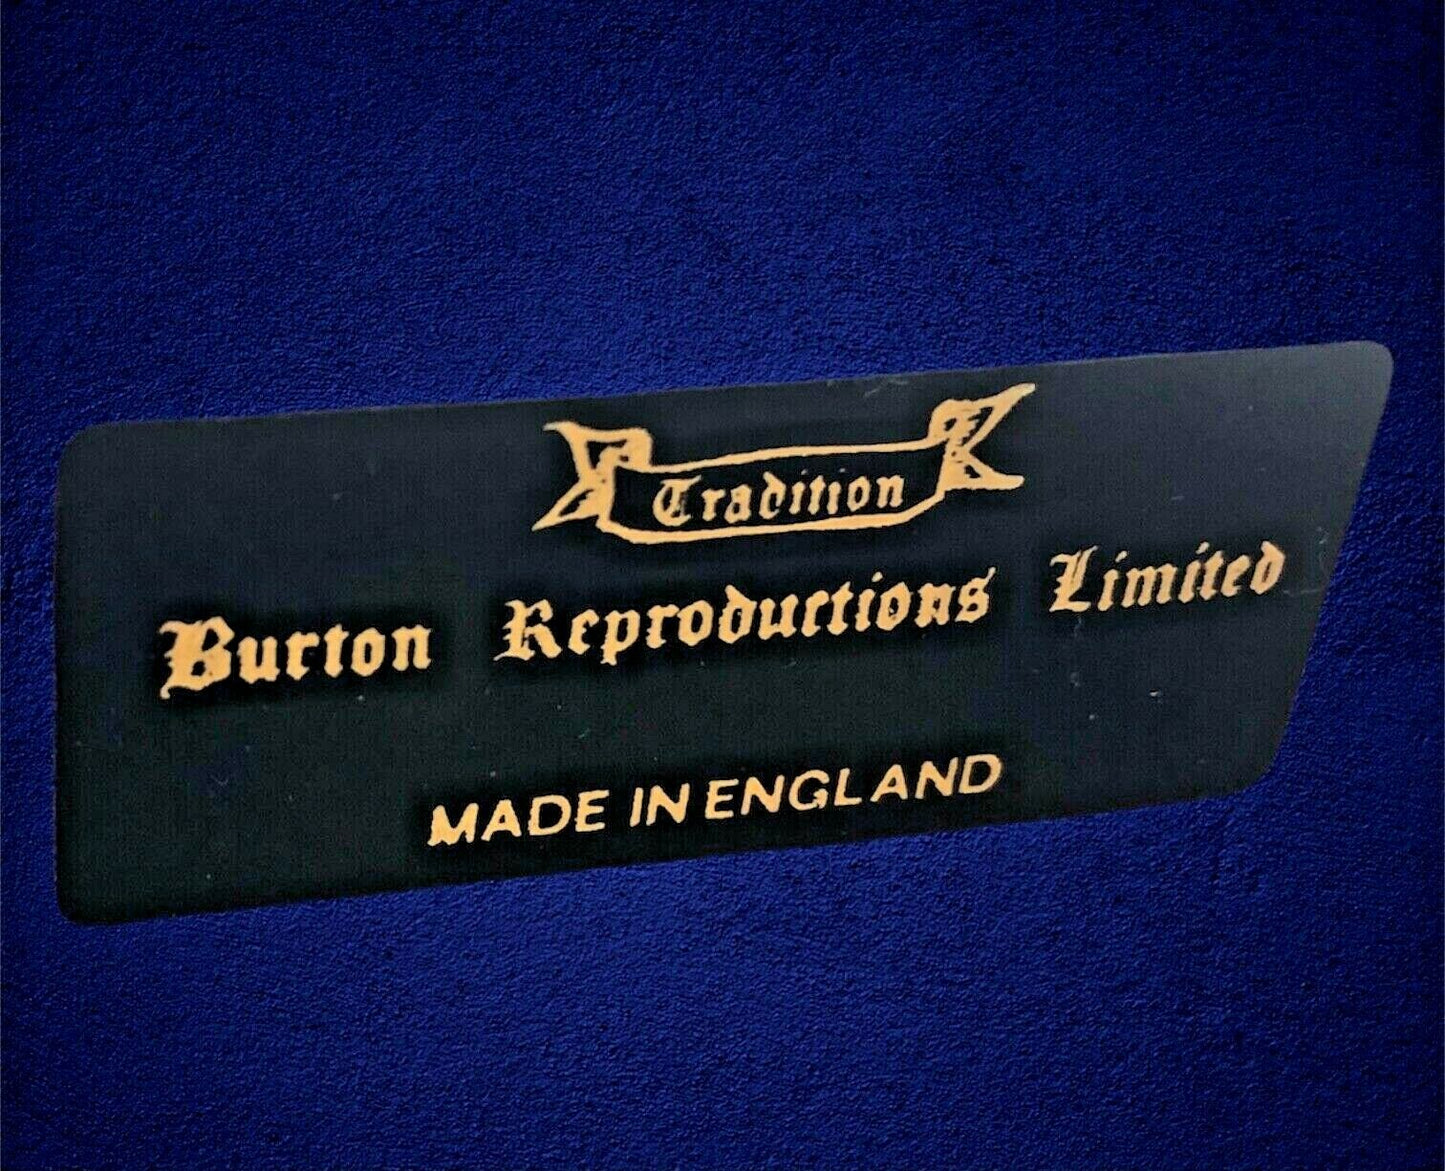 Tradition
Burton Reproductions Limited
MADE IN ENGLAND